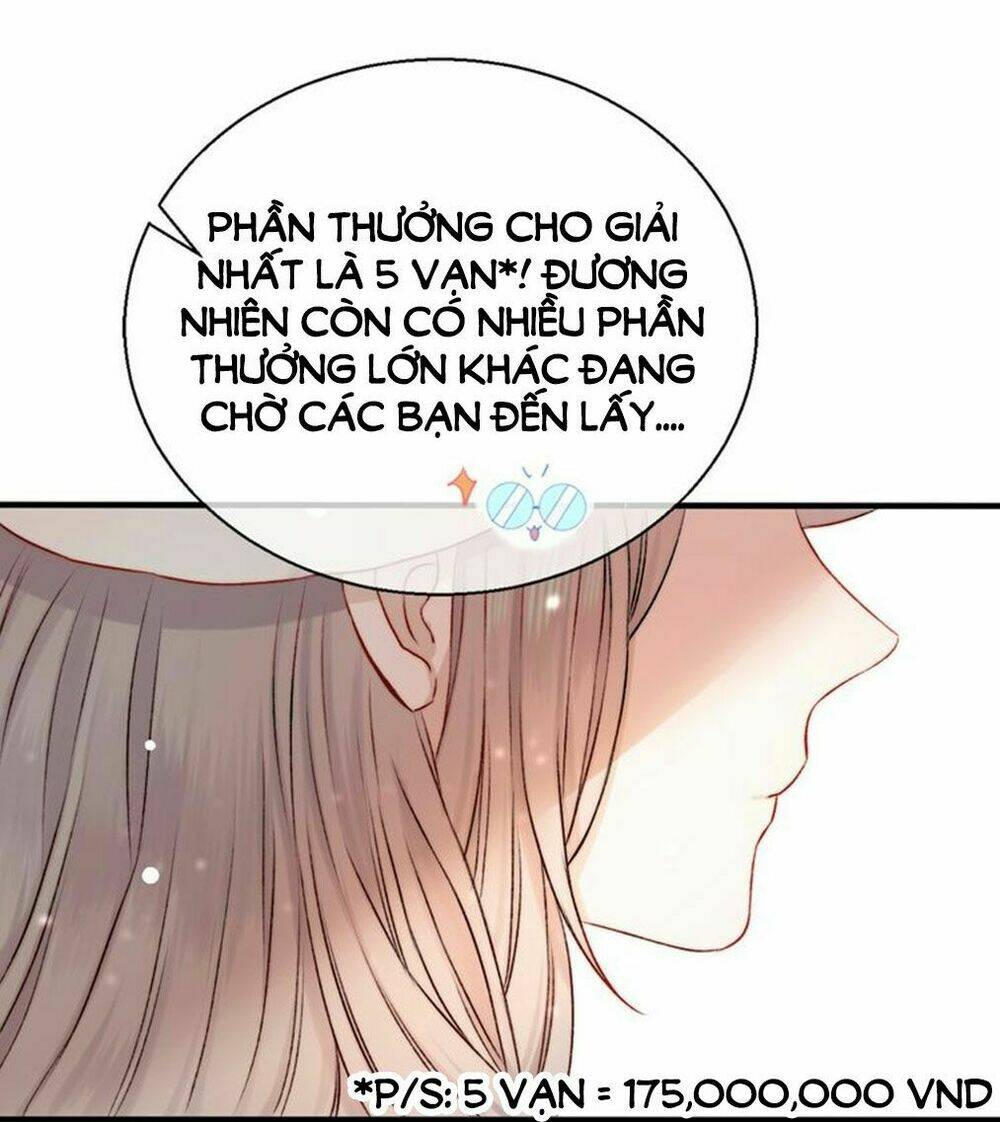 PHẦN THƯỞNG CHO GIẢI
NHẤT LÀ 5 VẠN*! ĐƯƠNG
NHIÊN CÒN CÓ NHIỀU PHẦN
THƯỞNG LỚN KHÁC ĐANG
CHỜ CÁC BẠN ĐẾN LẤY....
*P/S: 5 VẠN = 175,000,000 VND